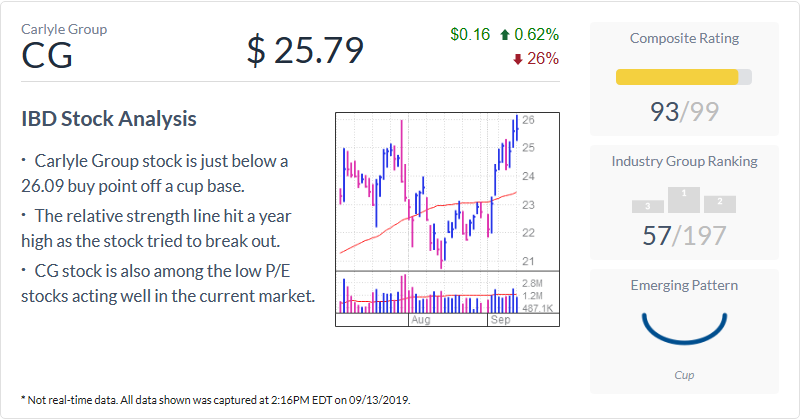 Carlyle Group
CG
$ 25.79
$0.16 0.62%
26%
IBD Stock Analysis
· Carlyle Group stock is just below a
26.09 buy point off a cup base.
· The relative strength line hit a year
high as the stock tried to break out.
· CG stock is also among the low P/E
stocks acting well in the current market.
26
25
24
23
22
21
2.8M
1.2M
487.1K
Aug Sep
* Not real-time data. All data shown was captured at 2:16PM EDT on 09/13/2019.
Composite Rating
93/99
Industry Group Ranking
3 1 2
57/197
Emerging Pattern
Cup